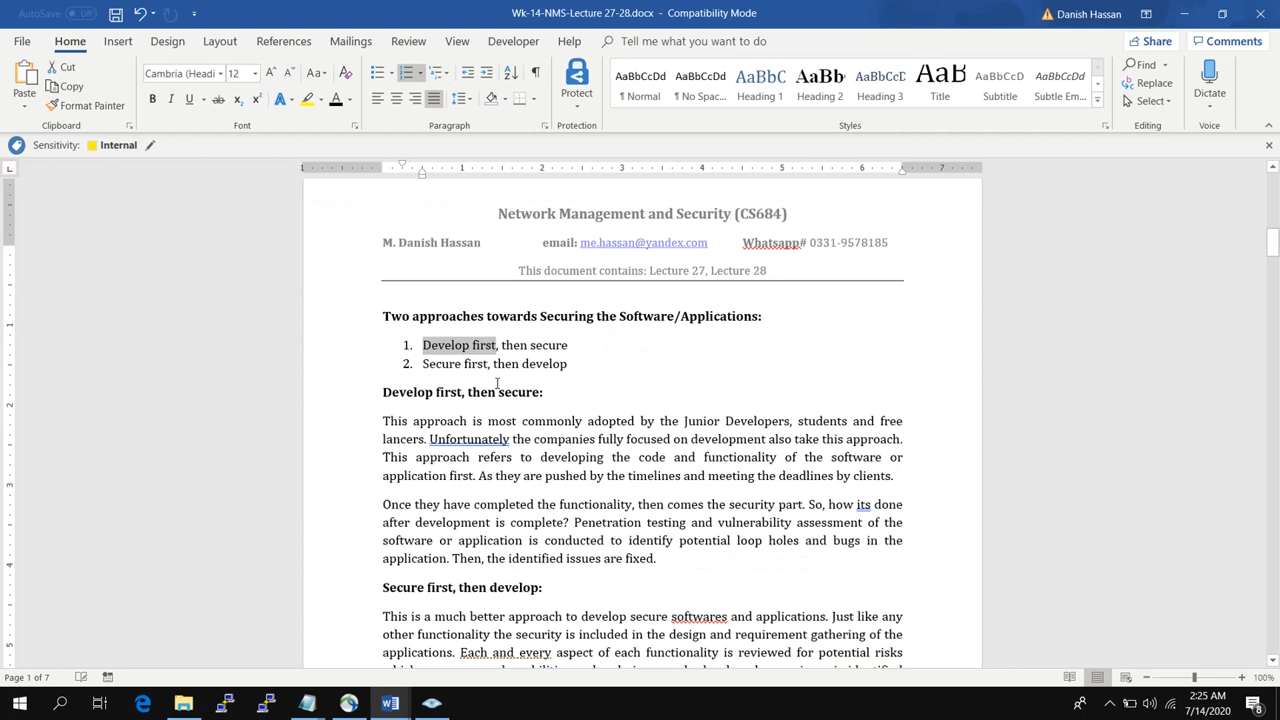 AutoSave Off
Wk-14-NMS-Lecture 27-28.docx - Compatibility Mode
Danish Hassan
File Home Insert Draw Design Layout References Mailings Review View Developer Help Tell me what you want to do
Share Comments
Paste
Cut
Copy
Format Painter
Clipboard
Cambria (Headi 12
Font
Paragraph
Protect
Protection
AaBbCcDd AaBbCcDd AaBbC AaBb AaBbCcD AaB AaBbCcD AaBbCcDd
¶ Normal ¶ No Spac... Heading 1 Heading 2 Heading 3 Title Subtitle Subtle Em...
Styles
Find
Replace
Select
Editing
Dictate
Voice
Sensitivity: Internal
1 1 2 3 4 5 6 7
Network Management and Security (CS684)
M. Danish Hassan email: me.hassan@yandex.com Whatsapp# 0331-9578185
This document contains: Lecture 27, Lecture 28
Two approaches towards Securing the Software/Applications:
1. Develop first, then secure
2. Secure first, then develop
Develop first, then secure:
This approach is most commonly adopted by the Junior Developers, students and free
lancers. Unfortunately the companies fully focused on development also take this approach.
This approach refers to developing the code and functionality of the software or
application first. As they are pushed by the timelines and meeting the deadlines by clients.
Once they have completed the functionality, then comes the security part. So, how its done
after development is complete? Penetration testing and vulnerability assessment of the
software or application is conducted to identify potential loop holes and bugs in the
application. Then, the identified issues are fixed.
Secure first, then develop:
This is a much better approach to develop secure softwares and applications. Just like any
other functionality the security is included in the design and requirement gathering of the
applications. Each and every aspect of each functionality is reviewed for potential risks
Page 1 of 7
100%
2:25 AM
7/14/2020
8